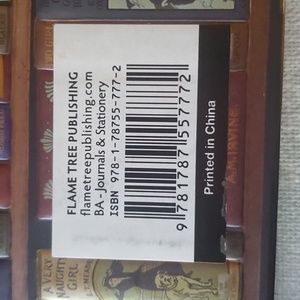 FLAME TREE PUBLISHING
flametreepublishing.com
BA - Journals & Stationery
ISBN 978-1-78755-777-2
9 781787 557772
Printed in China
A VERY
NAUGHTY
GIRL
L.T. MEADE